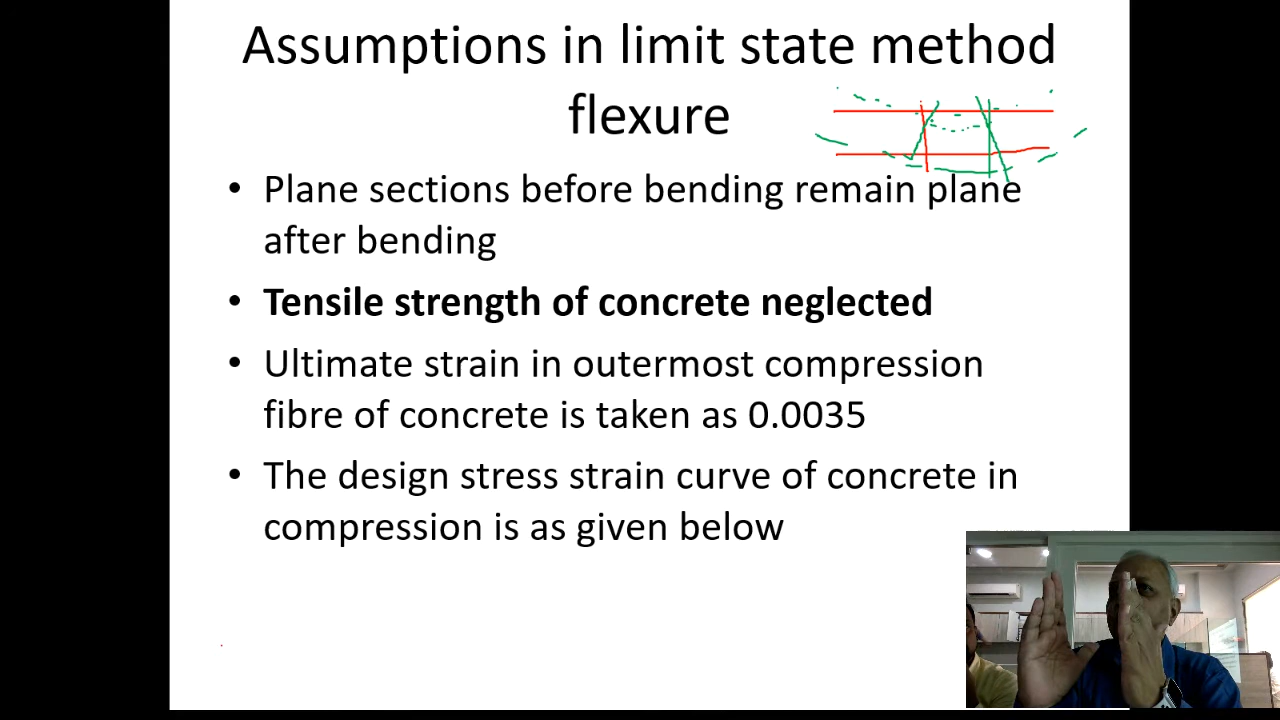 Assumptions in limit state method
flexure
• Plane sections before bending remain plane
after bending
• Tensile strength of concrete neglected
• Ultimate strain in outermost compression
fibre of concrete is taken as 0.0035
• The design stress strain curve of concrete in
compression is as given below